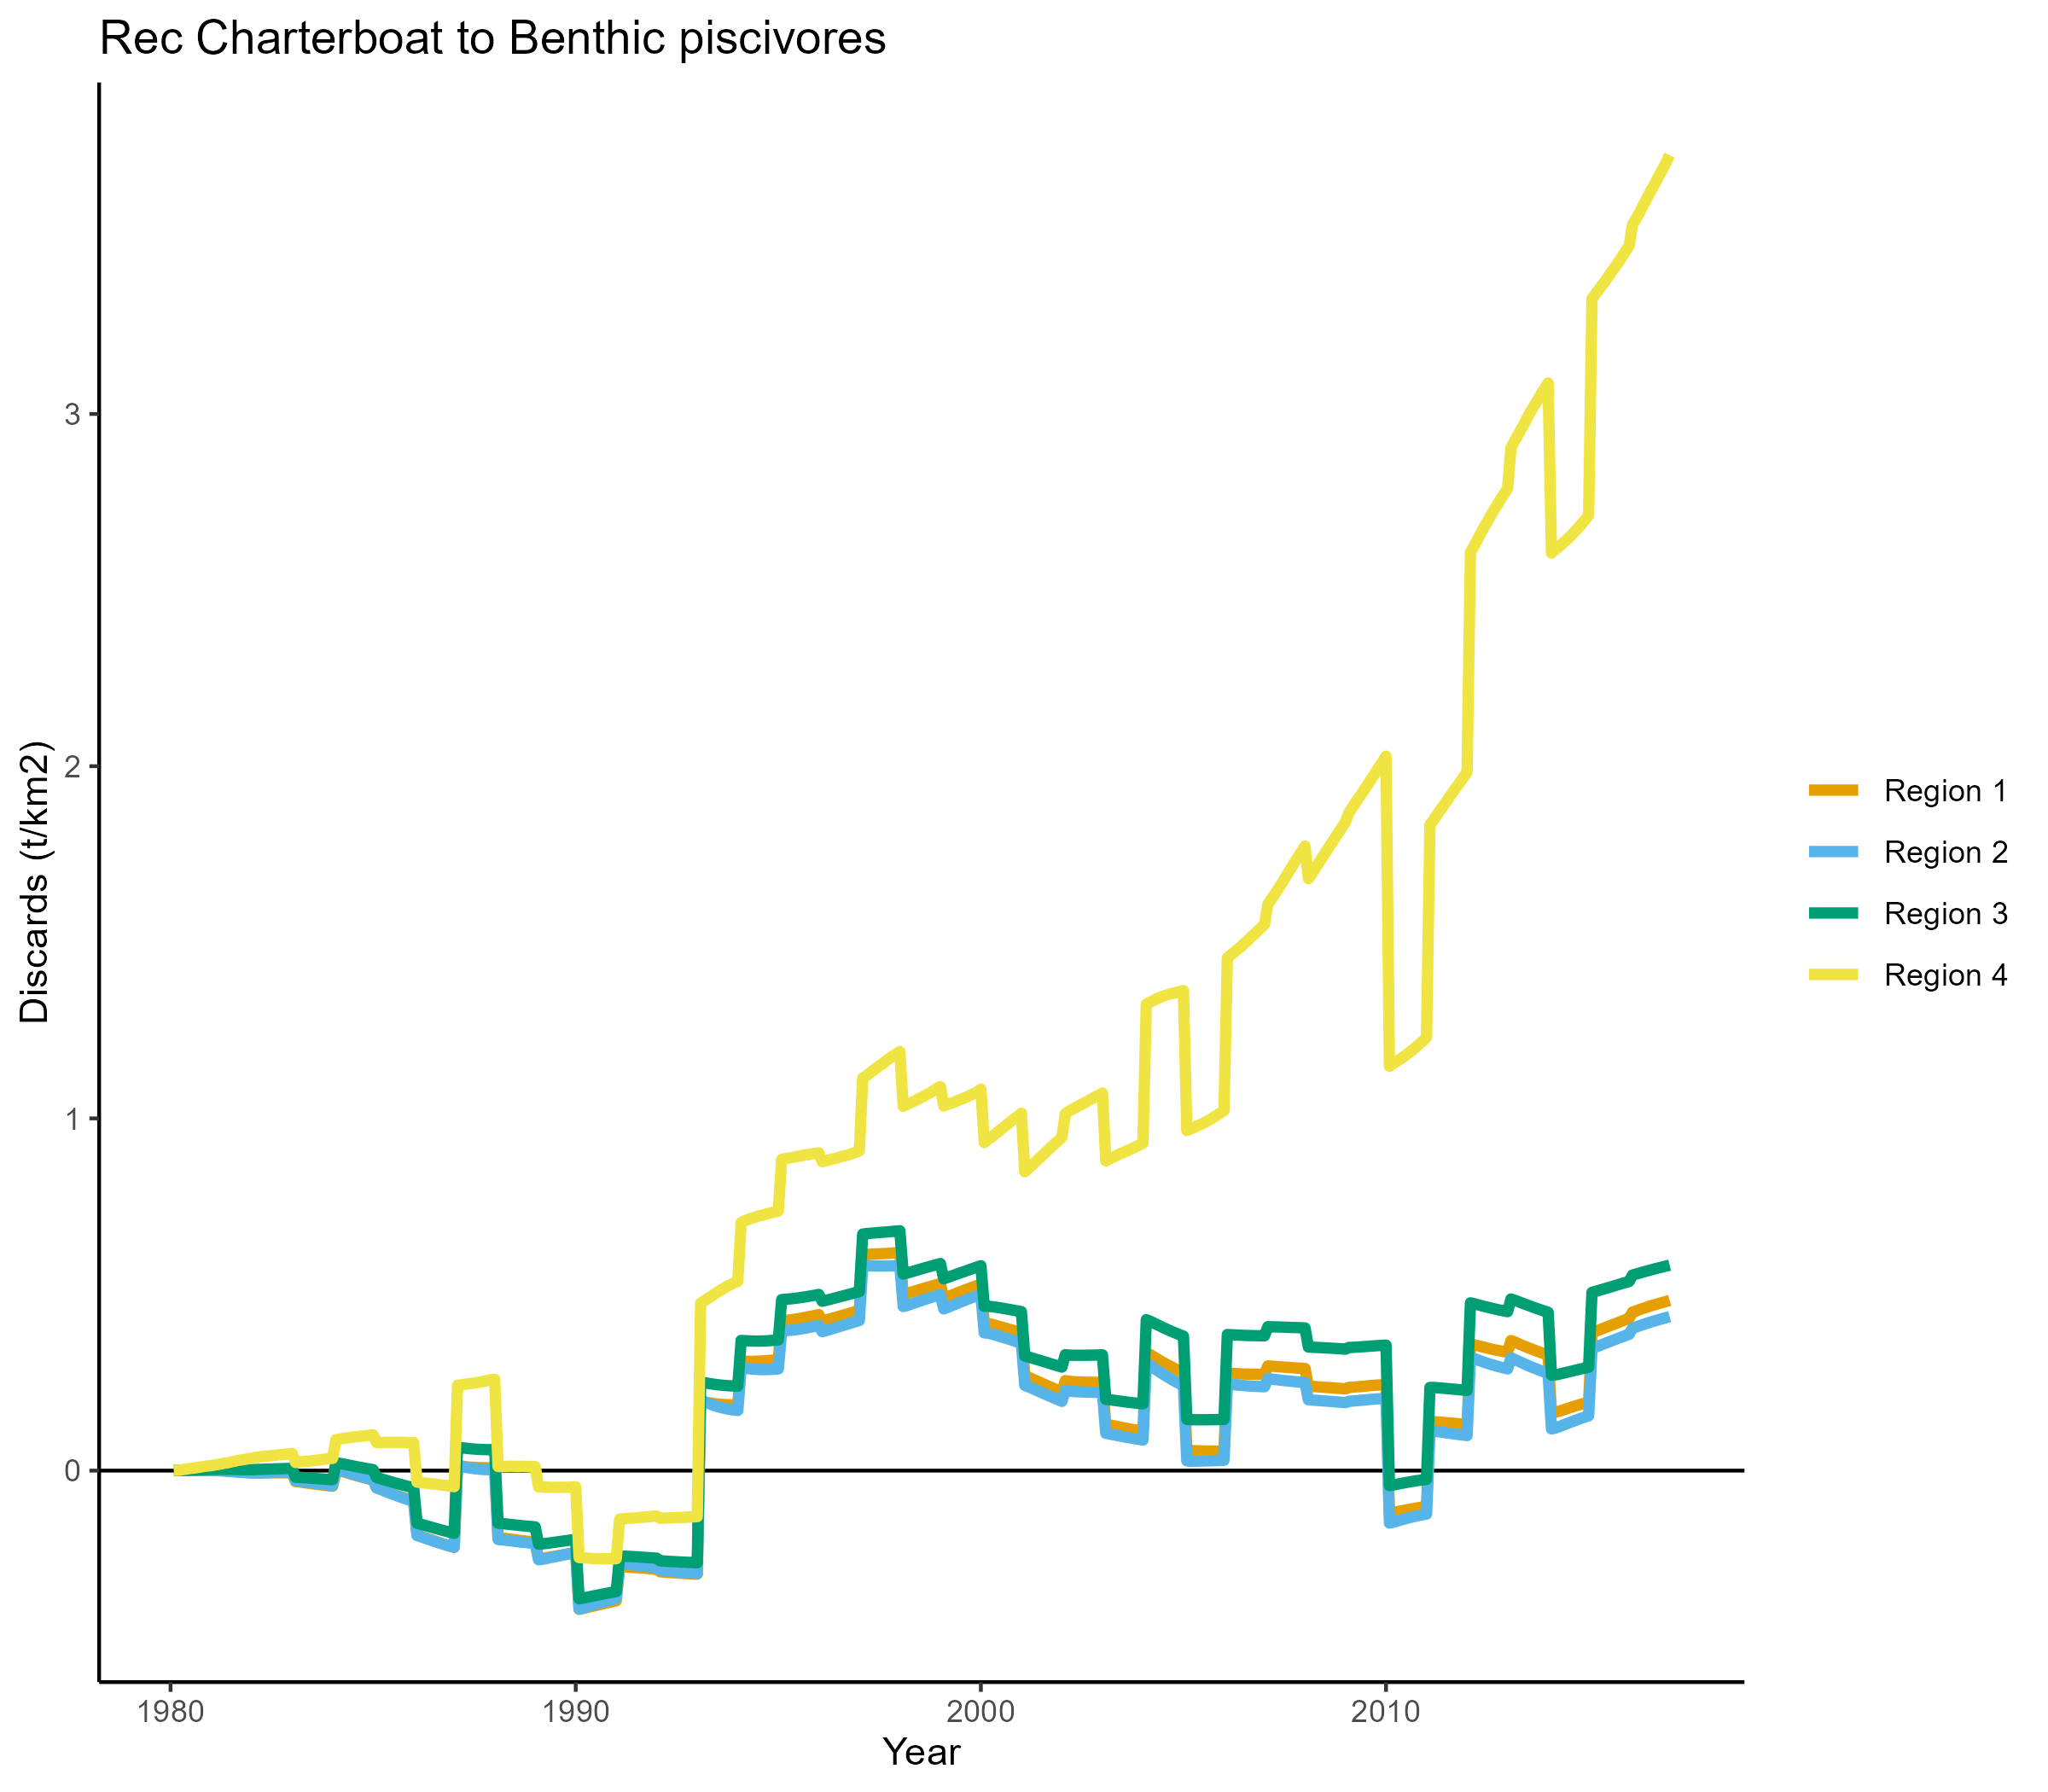 Rec Charterboat to Benthic piscivores
Discards (t/km2)
3
2
1
0
1980
1990
2000
2010
Year
Region 1
Region 2
Region 3
Region 4